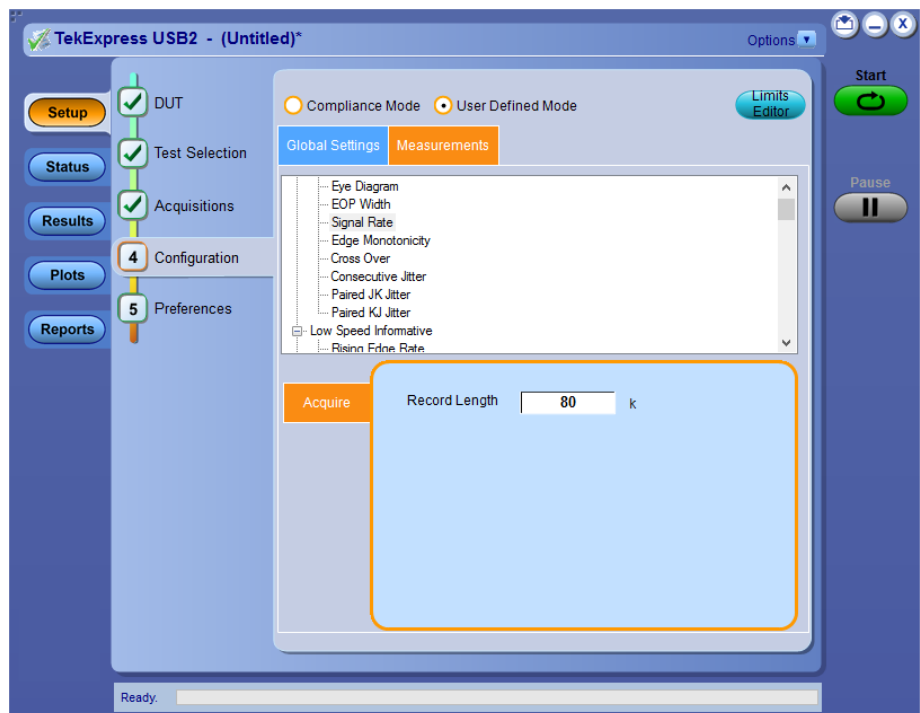 TekExpress USB2 - (Untitled)*
Options
Start
Pause
Setup
Status
Results
Plots
Reports
DUT
Test Selection
Acquisitions
4 Configuration
5 Preferences
Compliance Mode
User Defined Mode
Limits
Editor
Global Settings
Measurements
Eye Diagram
EOP Width
Signal Rate
Edge Monotonicity
Cross Over
Consecutive Jitter
Paired JK Jitter
Paired KJ Jitter
Low Speed Informative
Rising Edge Rate
Acquire
Record Length 80 k
Ready.